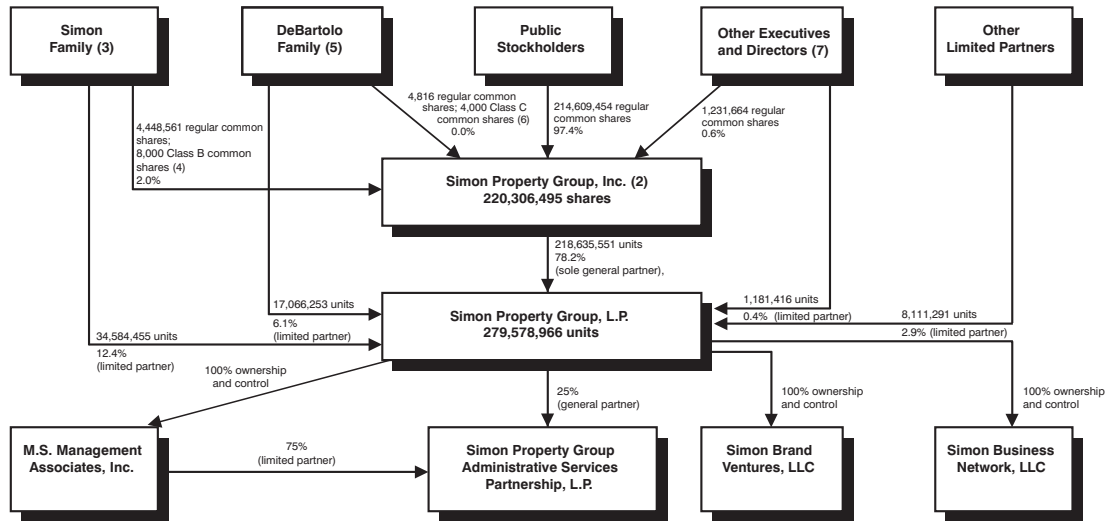 Simon
Family (3)
DeBartolo
Family (5)
Public
Stockholders
Other Executives
and Directors (7)
Other
Limited Partners
4,448,561 regular common
shares;
8,000 Class B common
shares (4)
2.0%
4,816 regular common
shares; 4,000 Class C
common shares (6)
0.0%
214,609,454 regular
common shares
97.4%
1,231,664 regular
common shares
0.6%
Simon Property Group, Inc. (2)
220,306,495 shares
218,635,551 units
78.2%
(sole general partner),
17,066,253 units
6.1%
(limited partner)
34,584,455 units
12.4%
(limited partner)
Simon Property Group, L.P.
279,578,966 units
1,181,416 units
0.4% (limited partner)
8,111,291 units
2.9% (limited partner)
100% ownership
and control
25%
(general partner)
100% ownership
and control
100% ownership
and control
M.S. Management
Associates, Inc.
75%
(limited partner)
Simon Property Group
Administrative Services
Partnership, L.P.
Simon Brand
Ventures, LLC
Simon Business
Network, LLC